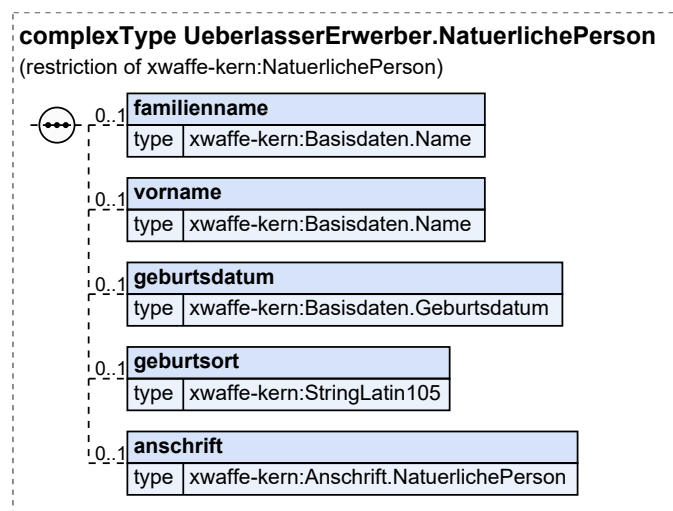 complexType UeberlasserErwerber.NatuerlichePerson
(restriction of xwaffe-kern:NatuerlichePerson)
0..1 familienname
type xwaffe-kern:Basisdaten.Name
0..1 vorname
type xwaffe-kern:Basisdaten.Name
0..1 geburtsdatum
type xwaffe-kern:Basisdaten.Geburtsdatum
0..1 geburtsort
type xwaffe-kern:StringLatin105
0..1 anschrift
type xwaffe-kern:Anschrift.NatuerlichePerson